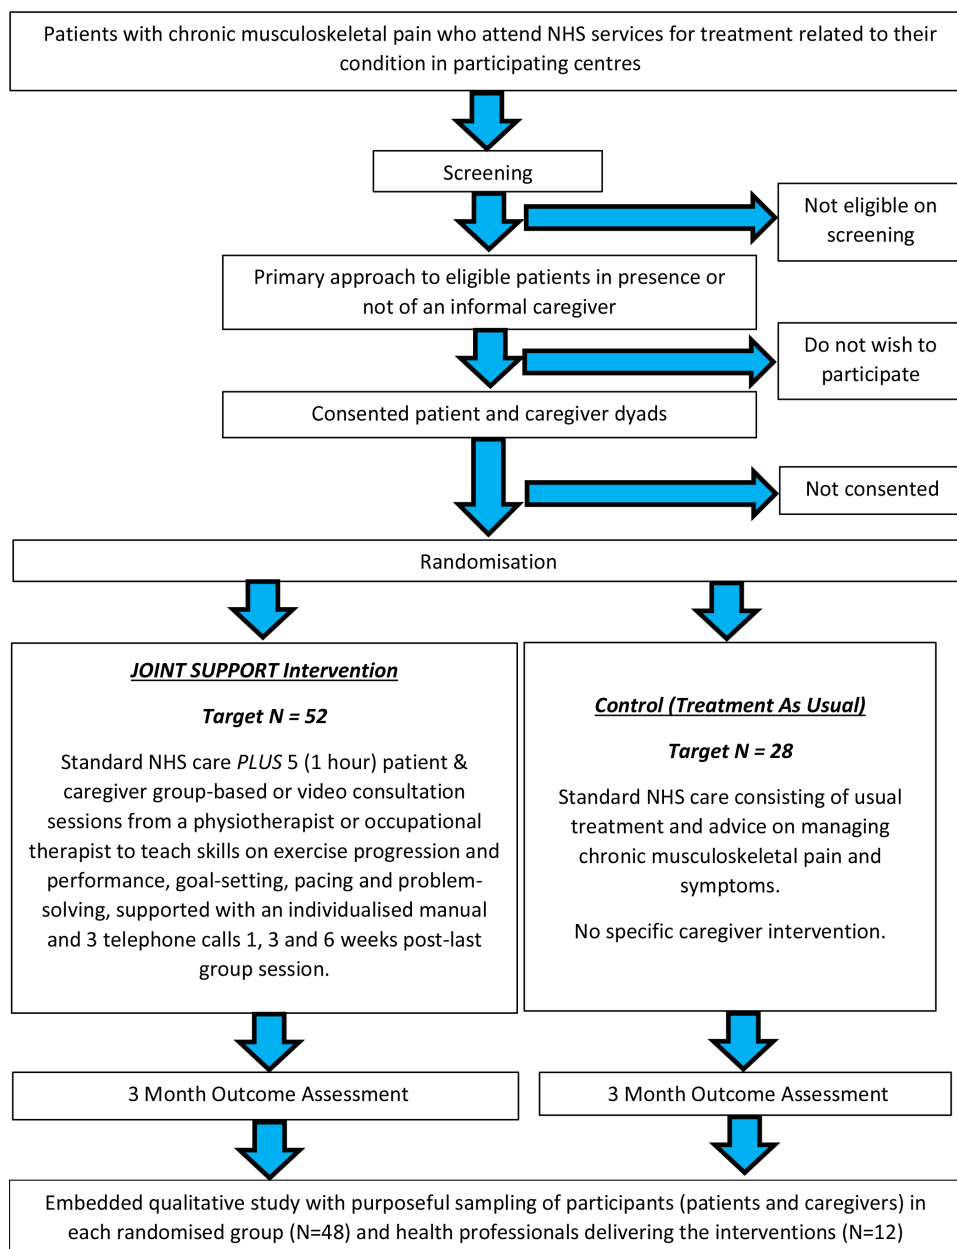 Patients with chronic musculoskeletal pain who attend NHS services for treatment related to their
condition in participating centres
Screening
Not eligible on
screening
Primary approach to eligible patients in presence or
not of an informal caregiver
Do not wish to
participate
Consented patient and caregiver dyads
Not consented
Randomisation
JOINT SUPPORT Intervention
Target N = 52
Standard NHS care PLUS 5 (1 hour) patient &
caregiver group-based or video consultation
sessions from a physiotherapist or occupational
therapist to teach skills on exercise progression and
performance, goal-setting, pacing and problem-
solving, supported with an individualised manual
and 3 telephone calls 1, 3 and 6 weeks post-last
group session.
Control (Treatment As Usual)
Target N = 28
Standard NHS care consisting of usual
treatment and advice on managing
chronic musculoskeletal pain and
symptoms.
No specific caregiver intervention.
3 Month Outcome Assessment
3 Month Outcome Assessment
Embedded qualitative study with purposeful sampling of participants (patients and caregivers) in
each randomised group (N=48) and health professionals delivering the interventions (N=12)